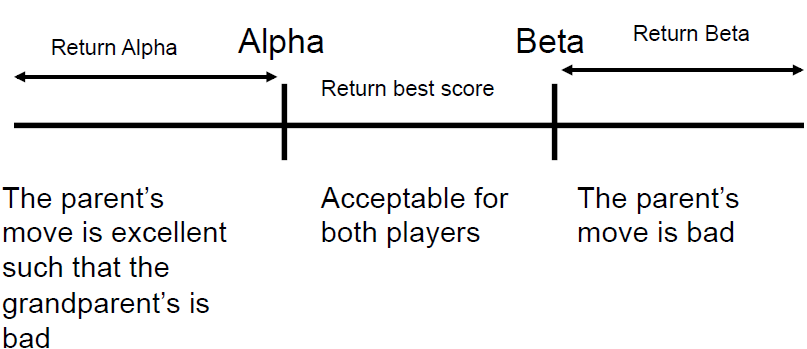 Return Alpha
Alpha
Beta
Return Beta
Return best score
The parent's
move is excellent
such that the
grandparent's is
bad
Acceptable for
both players
The parent's
move is bad